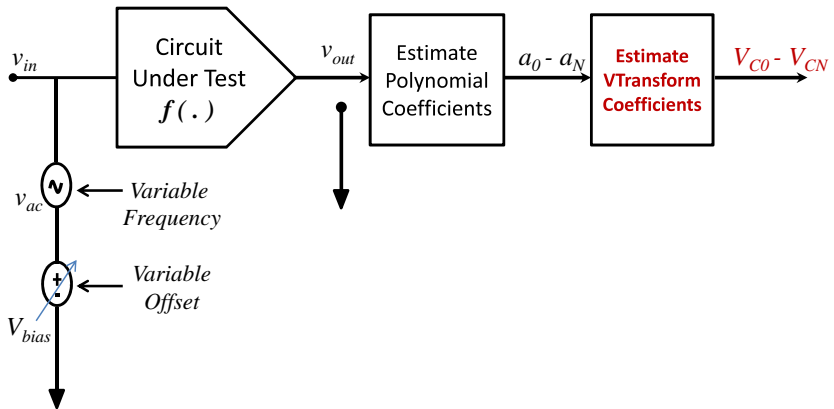 v_in
Circuit
Under Test
f(.)
v_out
Estimate
Polynomial
Coefficients
a_0 - a_N
Estimate
VTransform
Coefficients
V_C0 - V_CN
v_ac
~
Variable
Frequency
+
-
Variable
Offset
V_bias